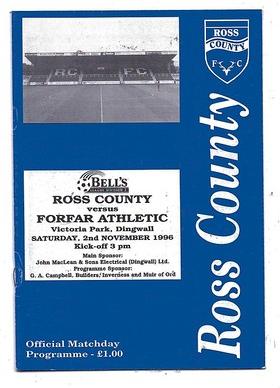 RC FC
ROSS
COUNTY
F C
Ross County
BELL'S
ROSS COUNTY
versus
FORFAR ATHLETIC
Victoria Park, Dingwall
SATURDAY, 2nd NOVEMBER 1996
Kick-off 3 pm
Main Sponsor:
John MacLean & Sons Electrical (Dingwall) Ltd.
Programme Sponsor:
G. A. Campbell, Builders/ Inverness and Muir of Ord
Official Matchday
Programme - £1.00